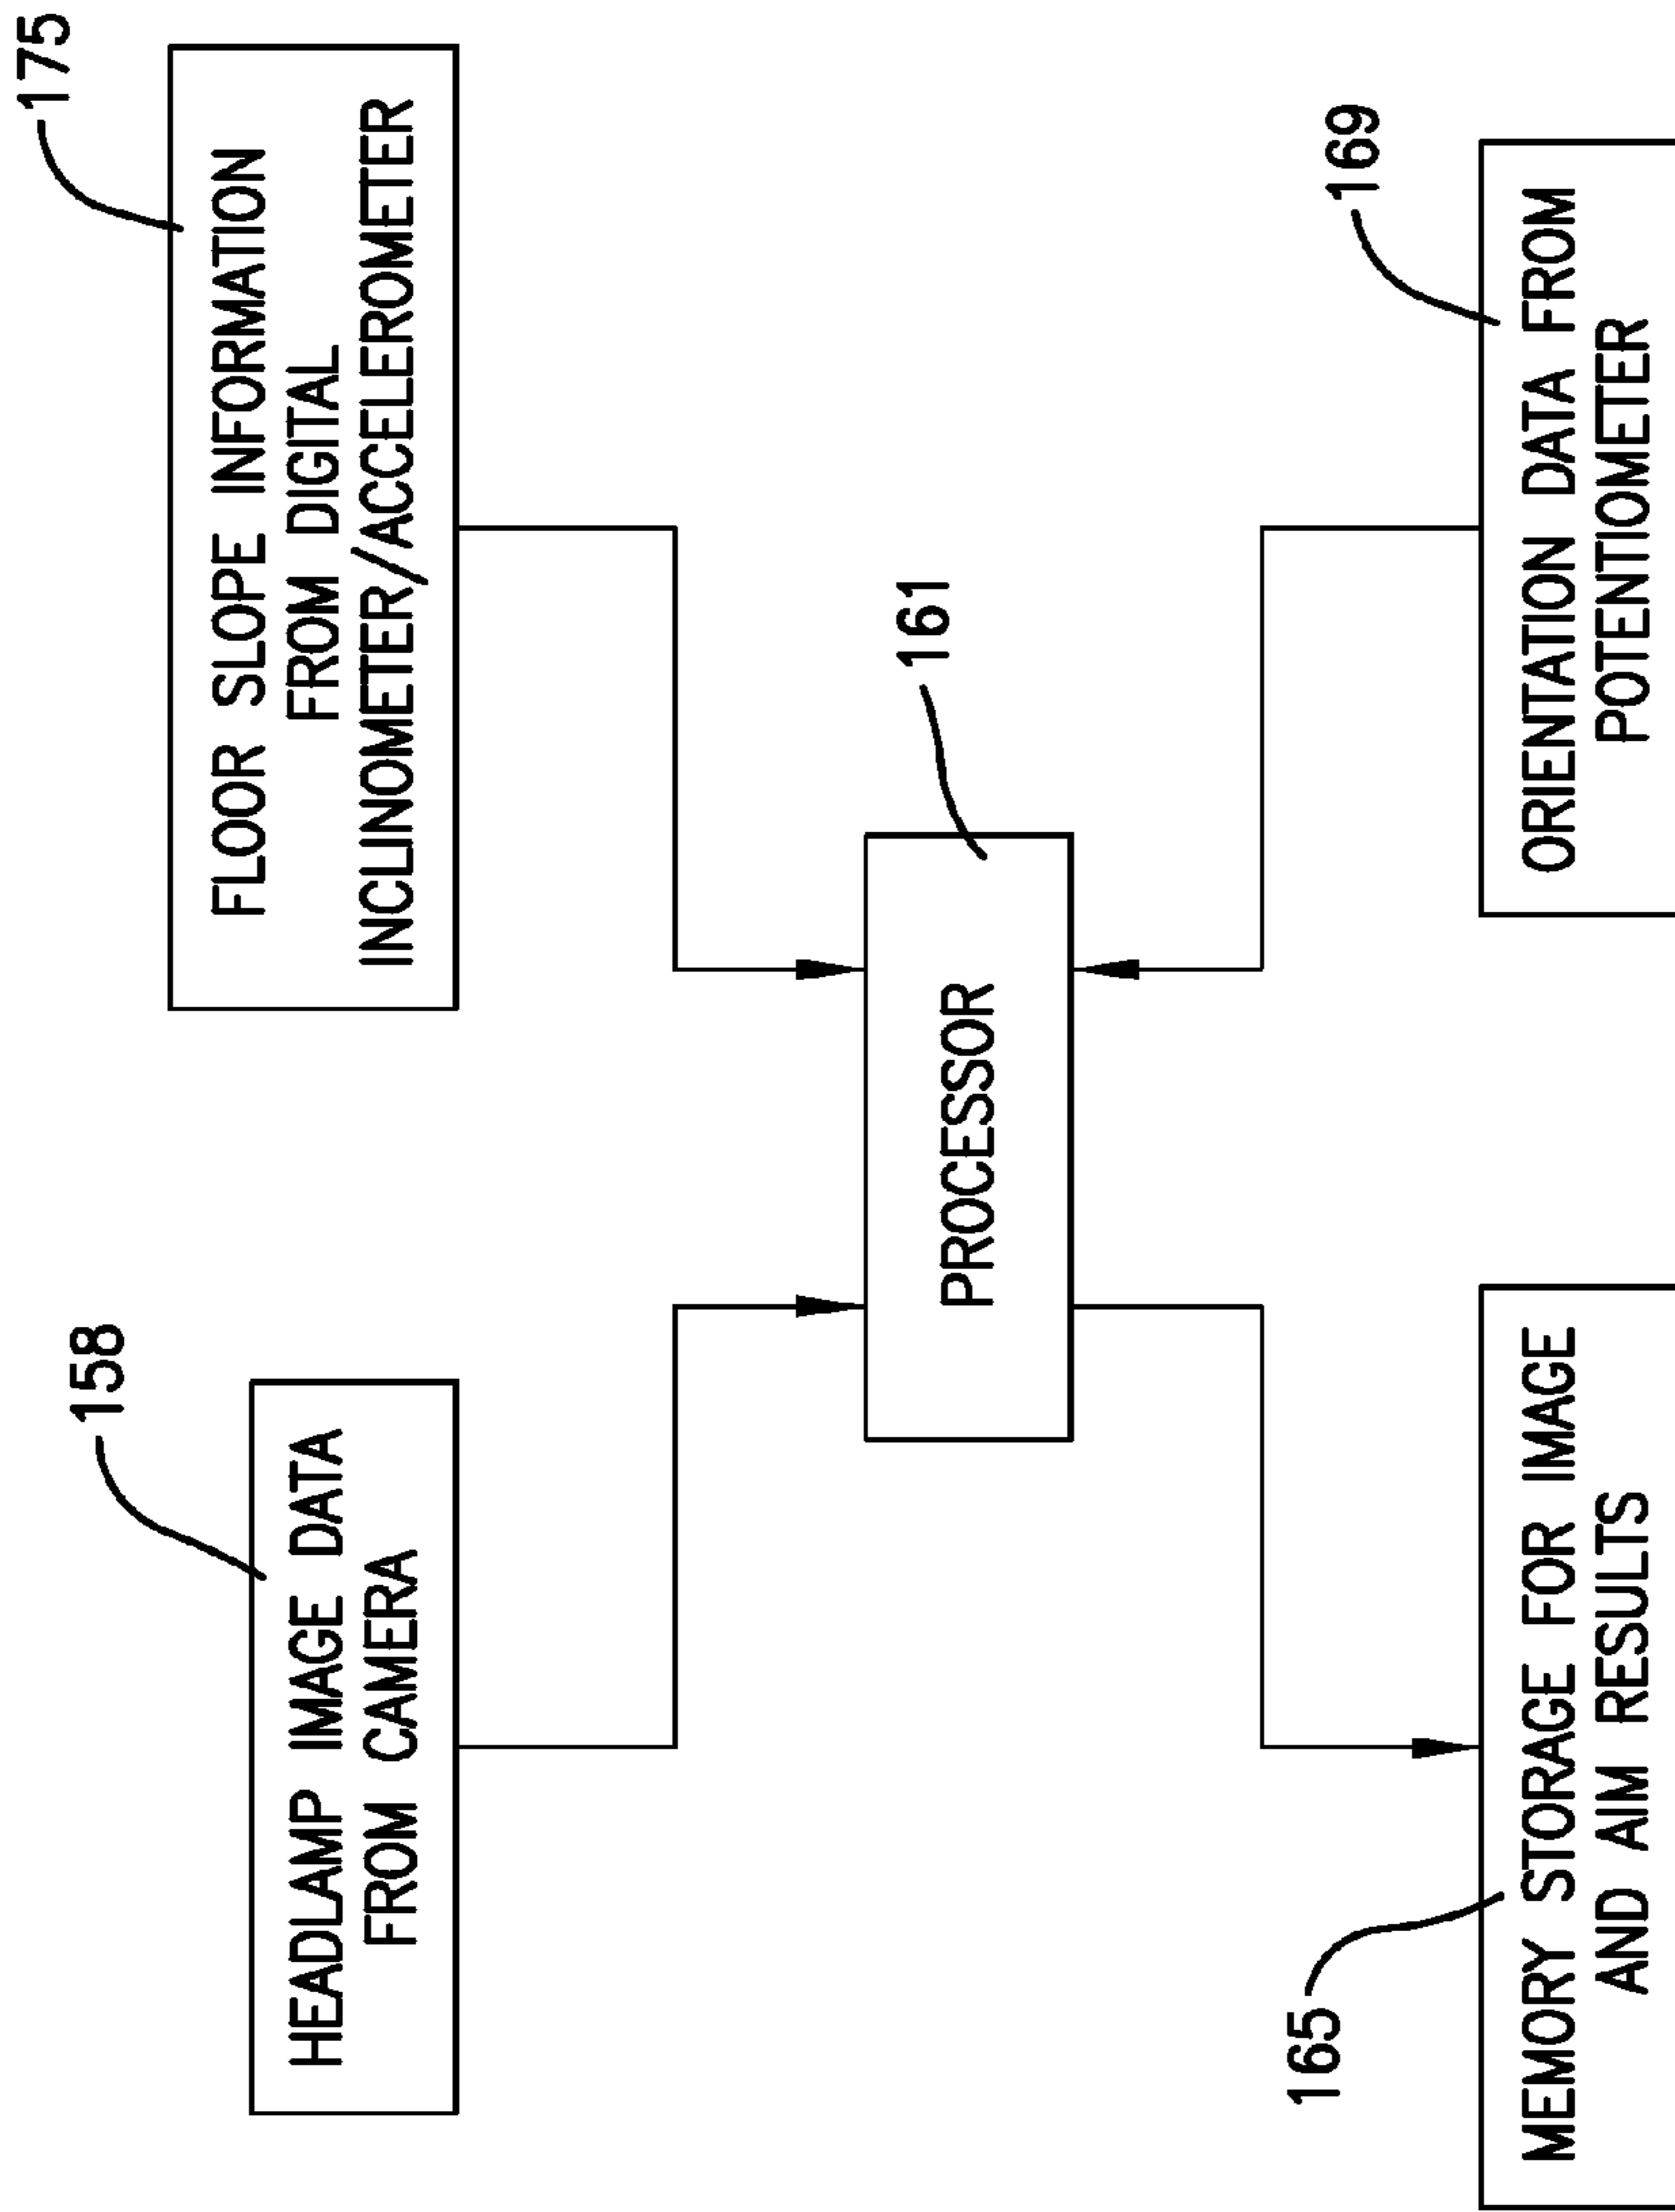 158
HEADLAMP IMAGE DATA
FROM CAMERA
175
FLOOR SLOPE INFORMATION
FROM DIGITAL
INCLINOMETER/ACCELEROMETER
161
PROCESSOR
165
MEMORY STORAGE FOR IMAGE
AND AIM RESULTS
169
ORIENTATION DATA FROM
POTENTIOMETER